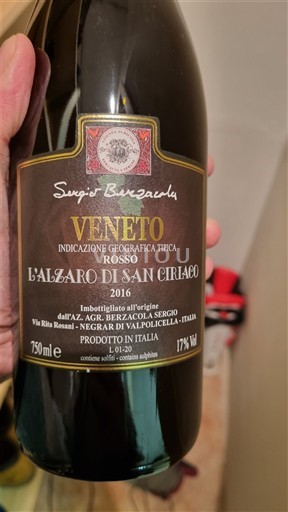 Sergio Berzacola
VENETO
INDICAZIONE GEOGRAFICA TIPICA
ROSSO
L'ALZARO DI SAN CIRIACO
2016
Imbottigliato all'origine
dall'AZ. AGR. BERZACOLA SERGIO
Via Rita Rosani - NEGRAR DI VALPOLICELLA - ITALIA
PRODOTTO IN ITALIA
750 ml e 17% Vol
L 01-20
contiene solfiti - contains sulphites